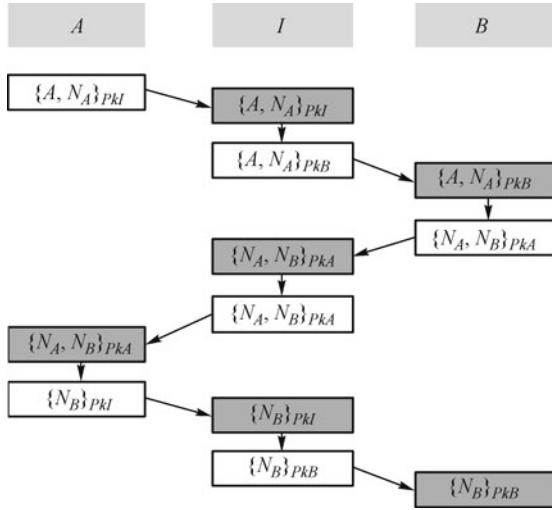 A I B
{A, N_A}_PkI
{A, N_A}_PkI
{A, N_A}_PkB
{A, N_A}_PkB
{N_A, N_B}_PkA
{N_A, N_B}_PkA
{N_A, N_B}_PkA
{N_A, N_B}_PkA
{N_B}_PkI
{N_B}_PkI
{N_B}_PkB
{N_B}_PkB